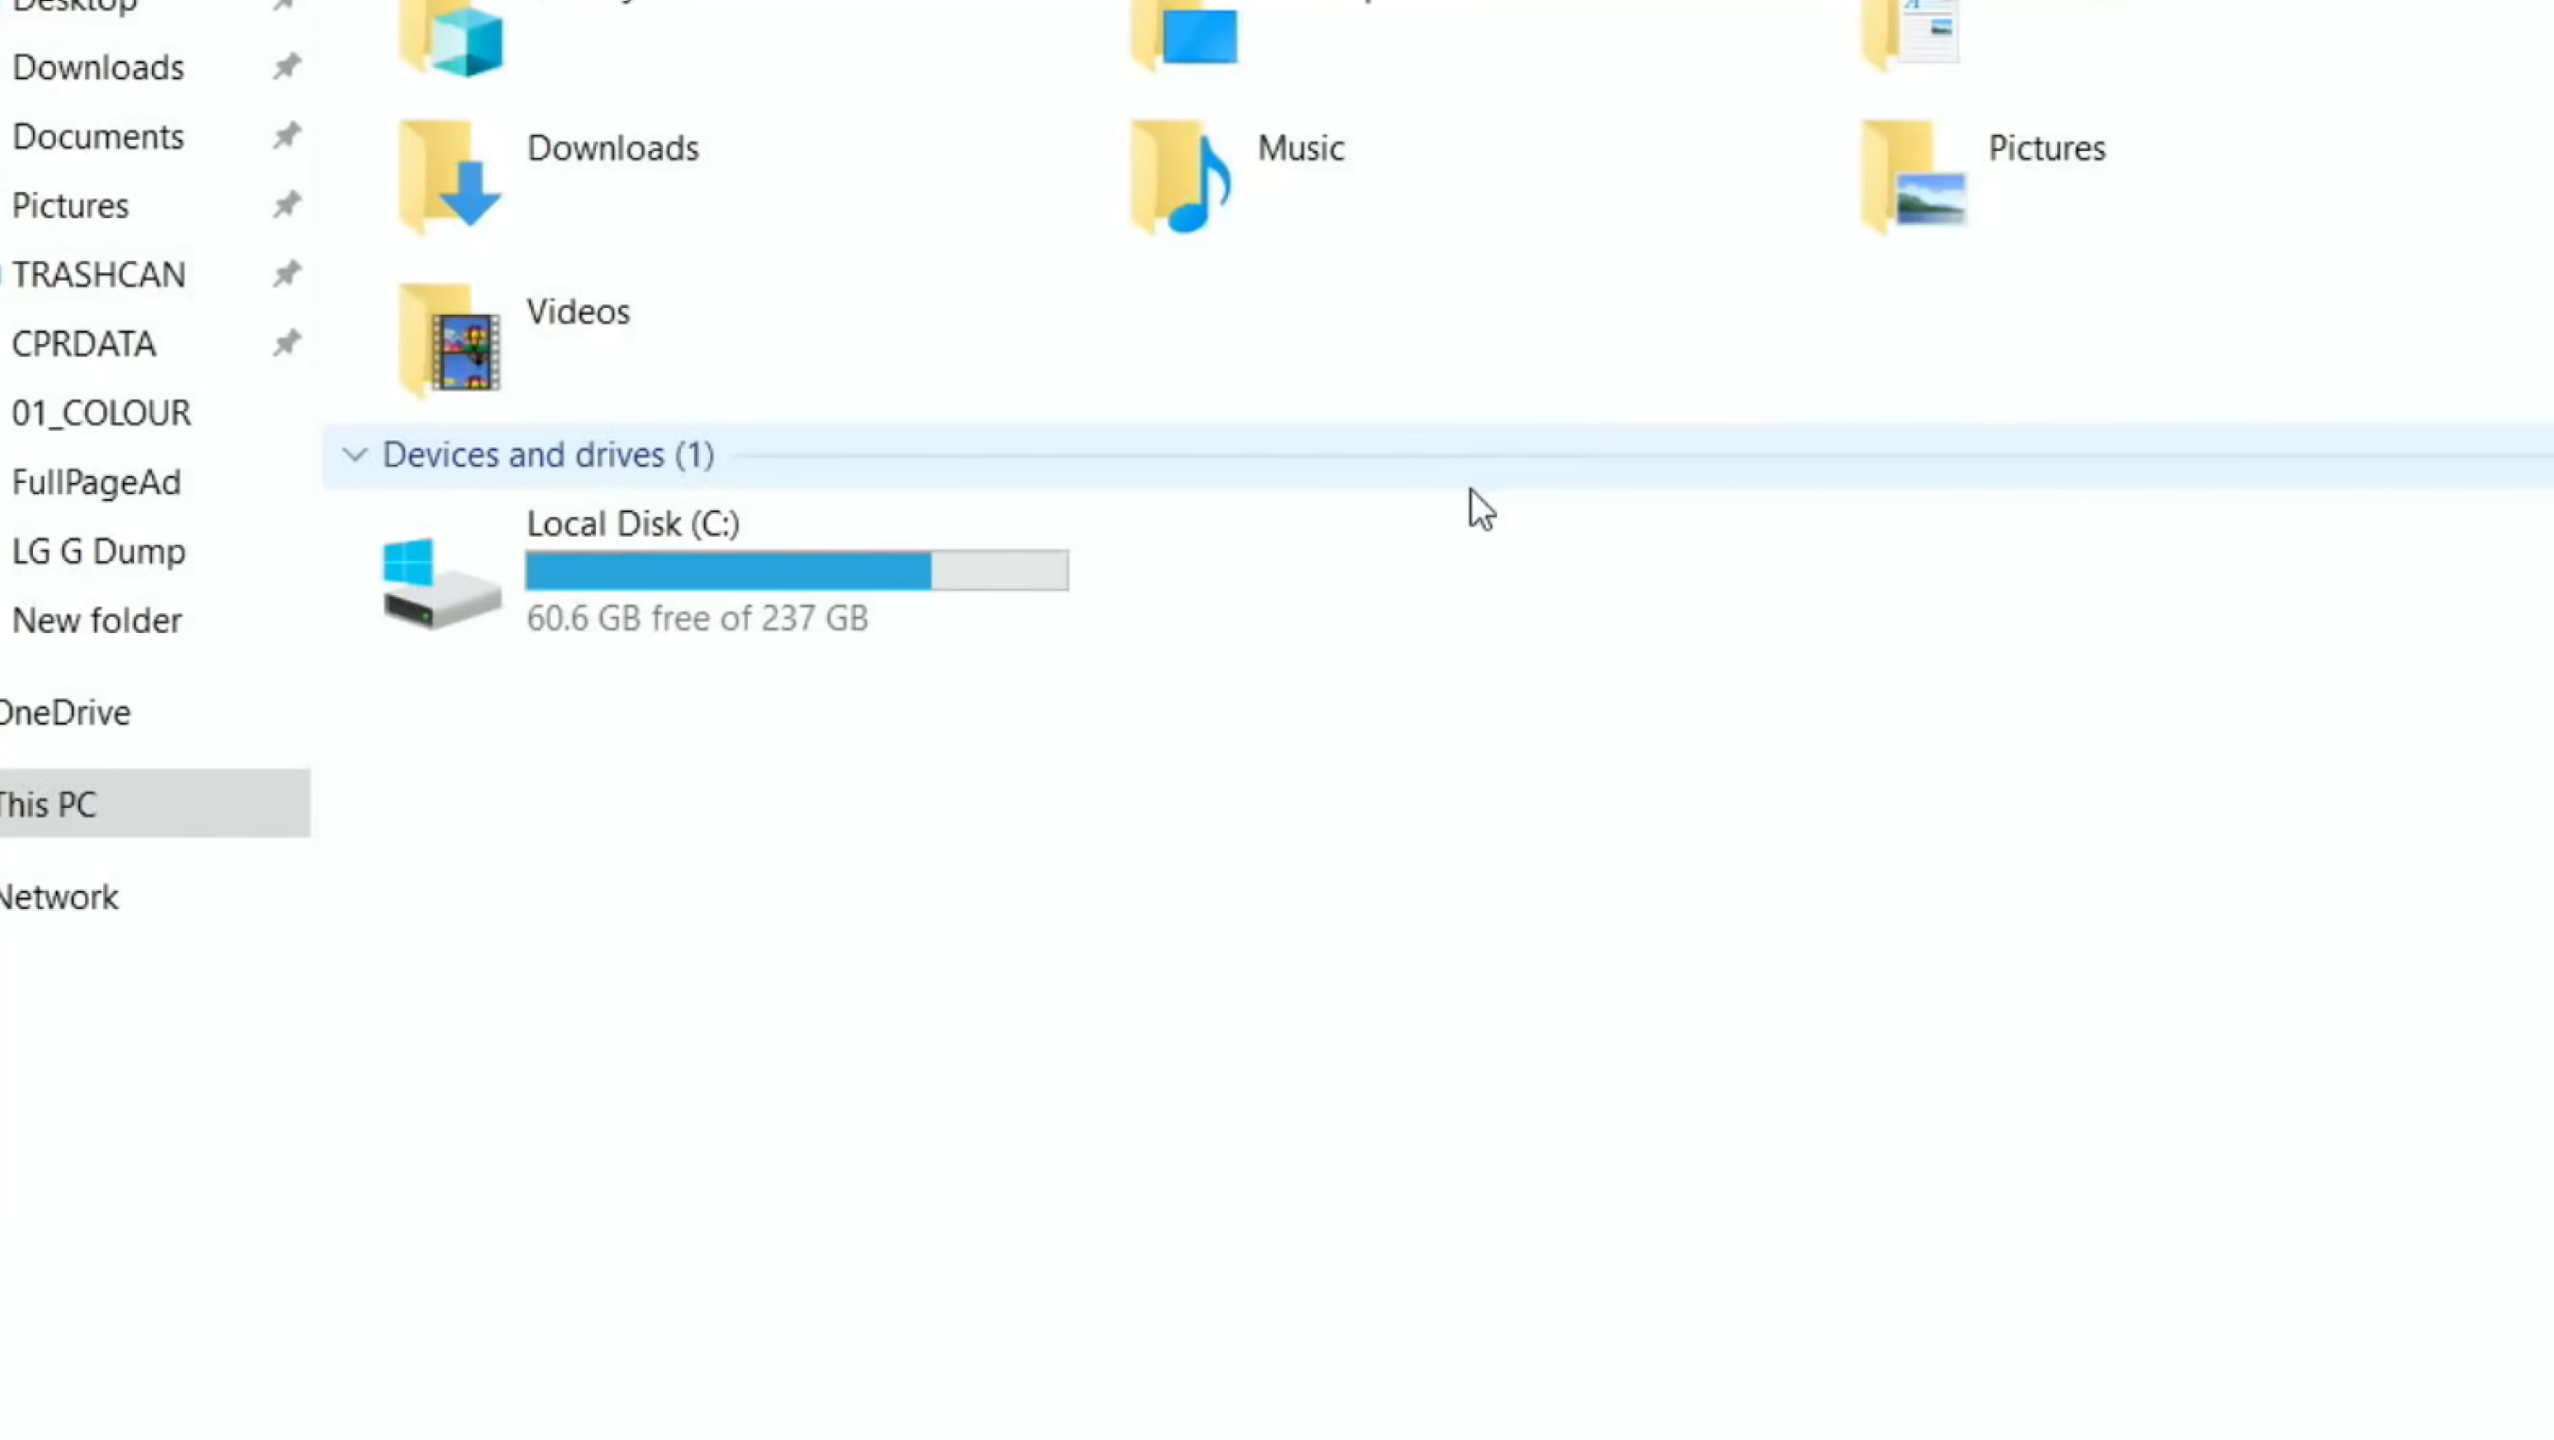 Desktop
Downloads
Documents
Pictures
TRASHCAN
CPRDATA
01_COLOUR
FullPageAd
LG G Dump
New folder
OneDrive
This PC
Network
Downloads
Music
Pictures
Videos
Devices and drives (1)
Local Disk (C:)
60.6 GB free of 237 GB